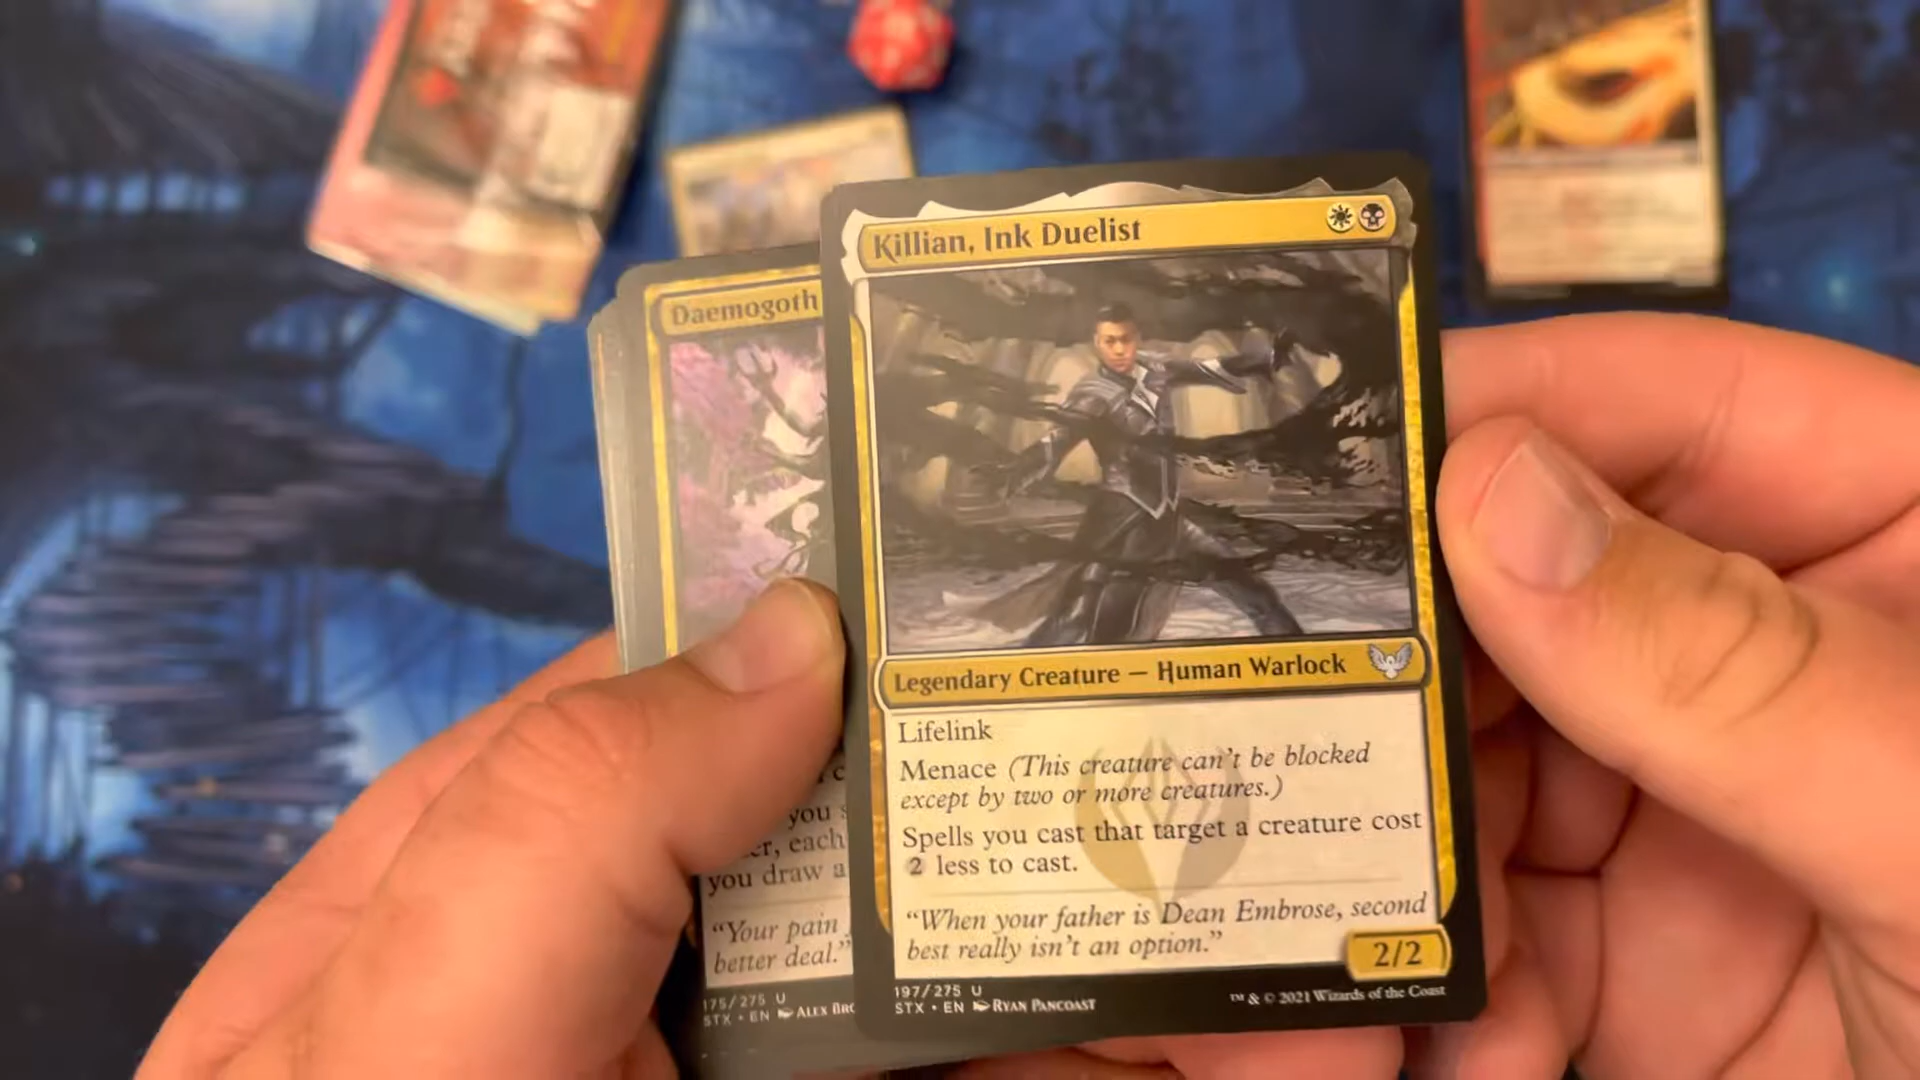 Killian, Ink Duelist
Legendary Creature — Human Warlock
Lifelink
Menace (This creature can't be blocked
except by two or more creatures.)
Spells you cast that target a creature cost
2 less to cast.
“When your father is Dean Embrose, second
best really isn't an option.”
2/2
197/275 U
STX • EN RYAN PANCOAST
™ & © 2021 Wizards of the Coast
Daemogoth
you
each
you draw a
“Your pain
better deal.”
175/275 U
STX • EN ALEX